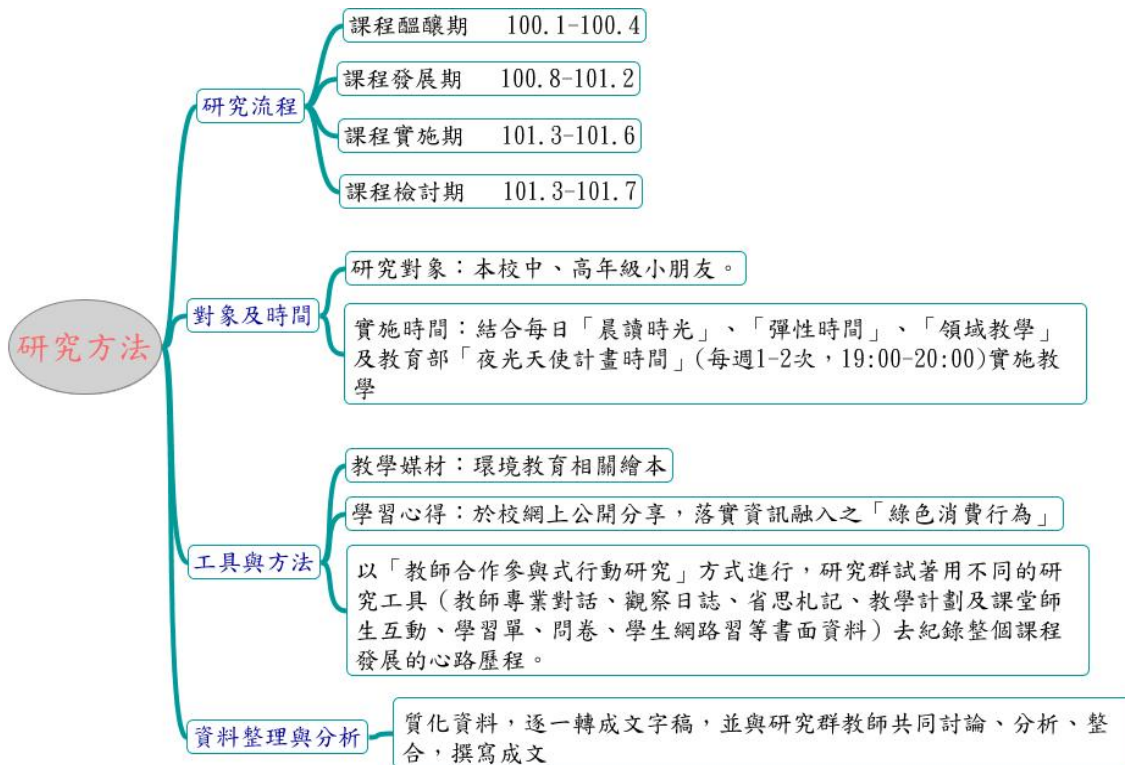 研究方法
研究流程
課程醞釀期 100.1-100.4
課程發展期 100.8-101.2
課程實施期 101.3-101.6
課程檢討期 101.3-101.7
對象及時間
研究對象：本校中、高年級小朋友。
實施時間：結合每日「晨讀時光」、「彈性時間」、「領域教學」
及教育部「夜光天使計畫時間」(每週1-2次，19:00-20:00)實施教
學
工具與方法
教學媒材：環境教育相關繪本
學習心得：於校網上公開分享，落實資訊融入之「綠色消費行為」
以「教師合作參與式行動研究」方式進行，研究群試著用不同的研
究工具（教師專業對話、觀察日誌、省思札記、教學計劃及課堂師
生互動、學習單、問卷、學生網路習等書面資料）去紀錄整個課程
發展的心路歷程。
資料整理與分析
質化資料，逐一轉成文字稿，並與研究群教師共同討論、分析、整
合，撰寫成文